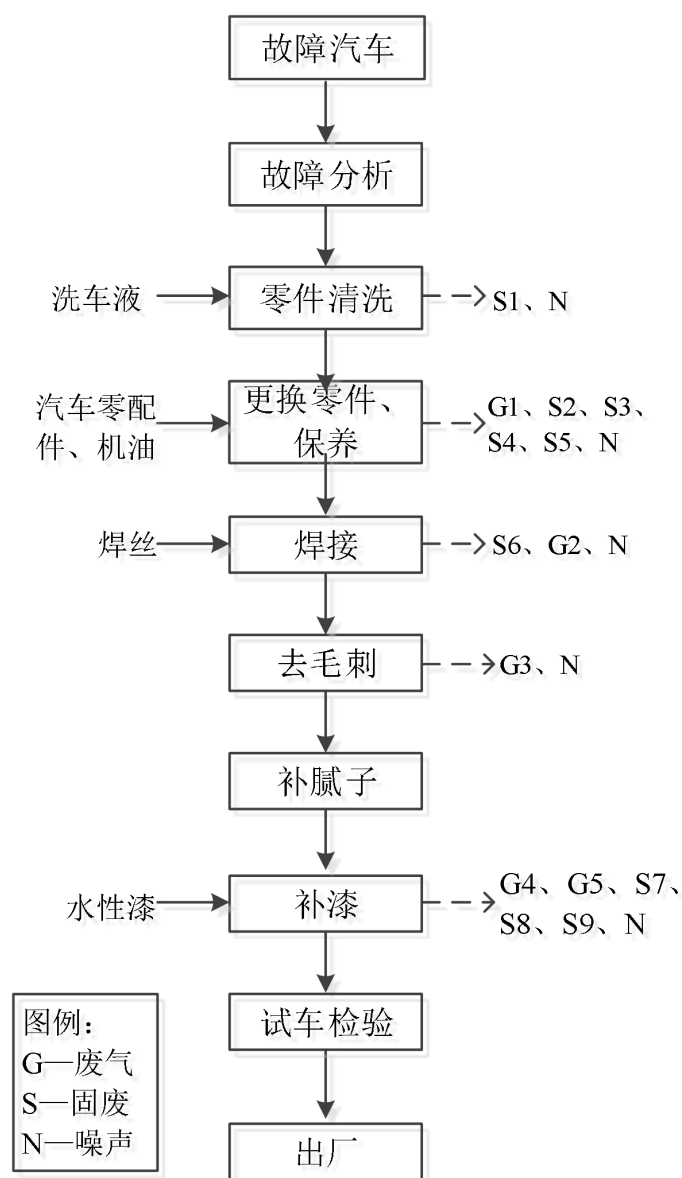 故障汽车
故障分析
洗车液
零件清洗
S1、N
汽车零配
件、机油
更换零件、
保养
G1、S2、S3、
S4、S5、N
焊丝
焊接
S6、G2、N
去毛刺
G3、N
补腻子
水性漆
补漆
G4、G5、S7、
S8、S9、N
试车检验
图例：
G—废气
S—固废
N—噪声
出厂